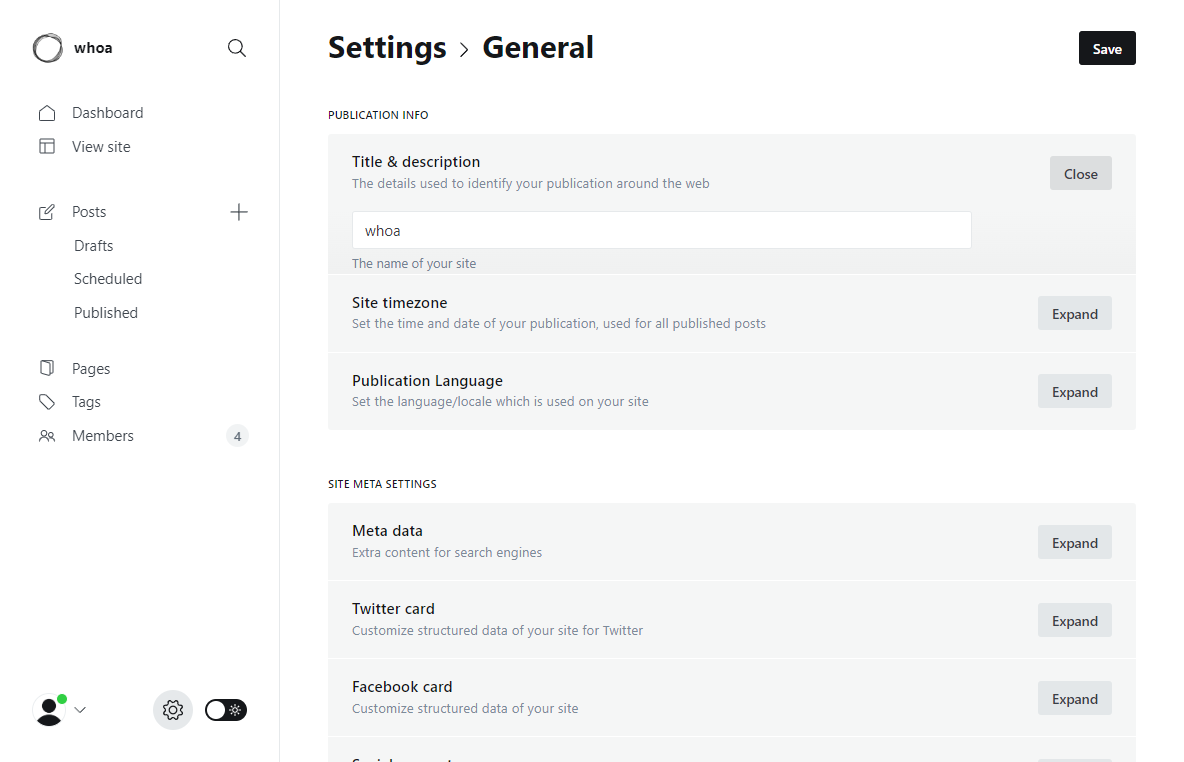 whoa
Dashboard
View site
Posts
Drafts
Scheduled
Published
Pages
Tags
Members 4
Settings > General
Save
PUBLICATION INFO
Title & description
The details used to identify your publication around the web
Close
whoa
The name of your site
Site timezone
Set the time and date of your publication, used for all published posts
Expand
Publication Language
Set the language/locale which is used on your site
Expand
SITE META SETTINGS
Meta data
Extra content for search engines
Expand
Twitter card
Customize structured data of your site for Twitter
Expand
Facebook card
Customize structured data of your site
Expand